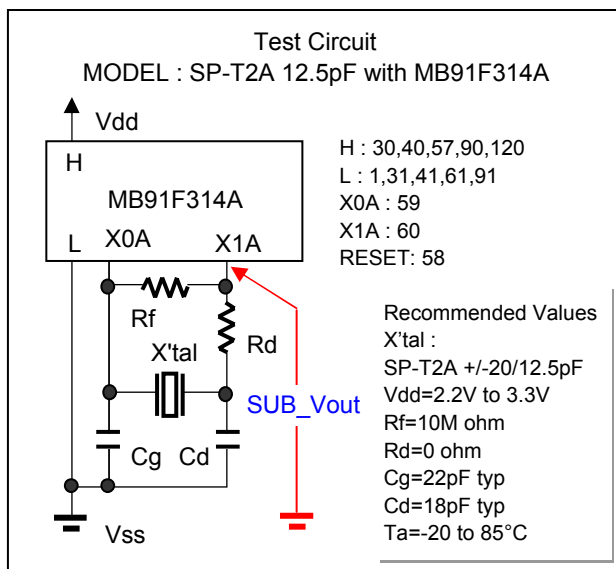 Test Circuit
MODEL : SP-T2A 12.5pF with MB91F314A
Vdd
H
MB91F314A
L X0A X1A
H : 30,40,57,90,120
L : 1,31,41,61,91
X0A : 59
X1A : 60
RESET: 58
Rf
Rd
X'tal
SUB_Vout
Cg Cd
Vss
Recommended Values
X'tal :
SP-T2A +/-20/12.5pF
Vdd=2.2V to 3.3V
Rf=10M ohm
Rd=0 ohm
Cg=22pF typ
Cd=18pF typ
Ta=-20 to 85°C